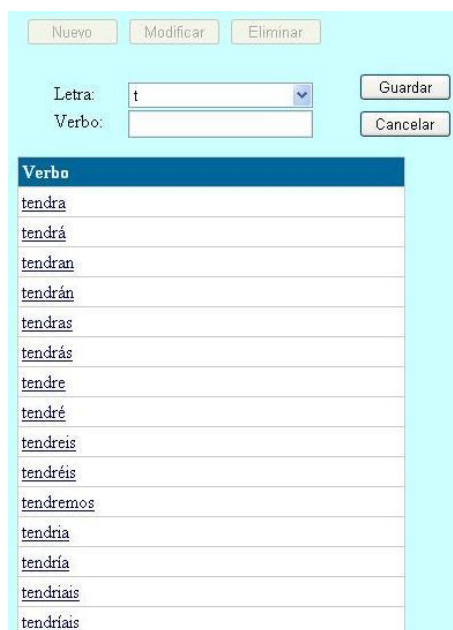 Nuevo Modificar Eliminar
Letra: t Guardar
Verbo: Cancelar
Verbo
tendra
tendrá
tendran
tendrán
tendras
tendrás
tendre
tendré
tendreis
tendréis
tendremos
tendria
tendría
tendriais
tendríais